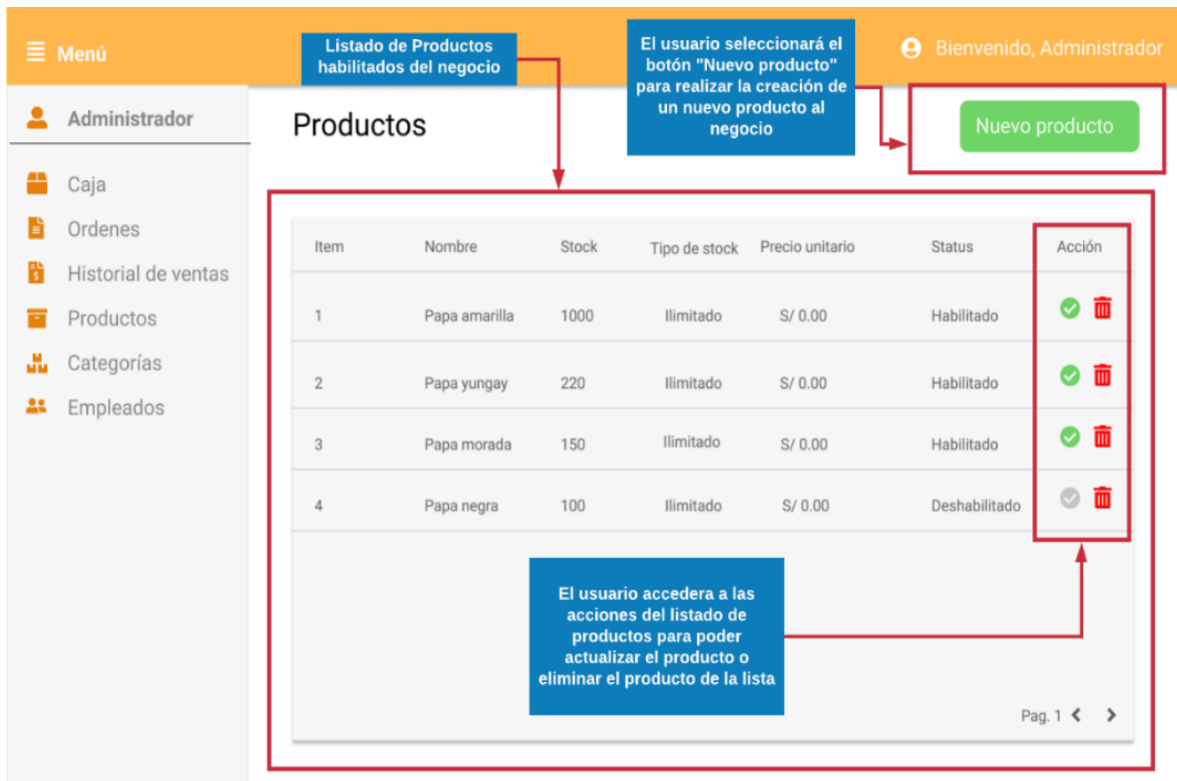 Menú
Listado de Productos
habilitados del negocio
El usuario seleccionará el
botón "Nuevo producto"
para realizar la creación de
un nuevo producto al
negocio
Bienvenido, Administrador
Administrador
Caja
Ordenes
Historial de ventas
Productos
Categorías
Empleados
Productos
Nuevo producto
Item Nombre Stock Tipo de stock Precio unitario Status Acción
1 Papa amarilla 1000 Ilimitado S/ 0.00 Habilitado
2 Papa yungay 220 Ilimitado S/ 0.00 Habilitado
3 Papa morada 150 Ilimitado S/ 0.00 Habilitado
4 Papa negra 100 Ilimitado S/ 0.00 Deshabilitado
El usuario accedera a las
acciones del listado de
productos para poder
actualizar el producto o
eliminar el producto de la lista
Pag. 1